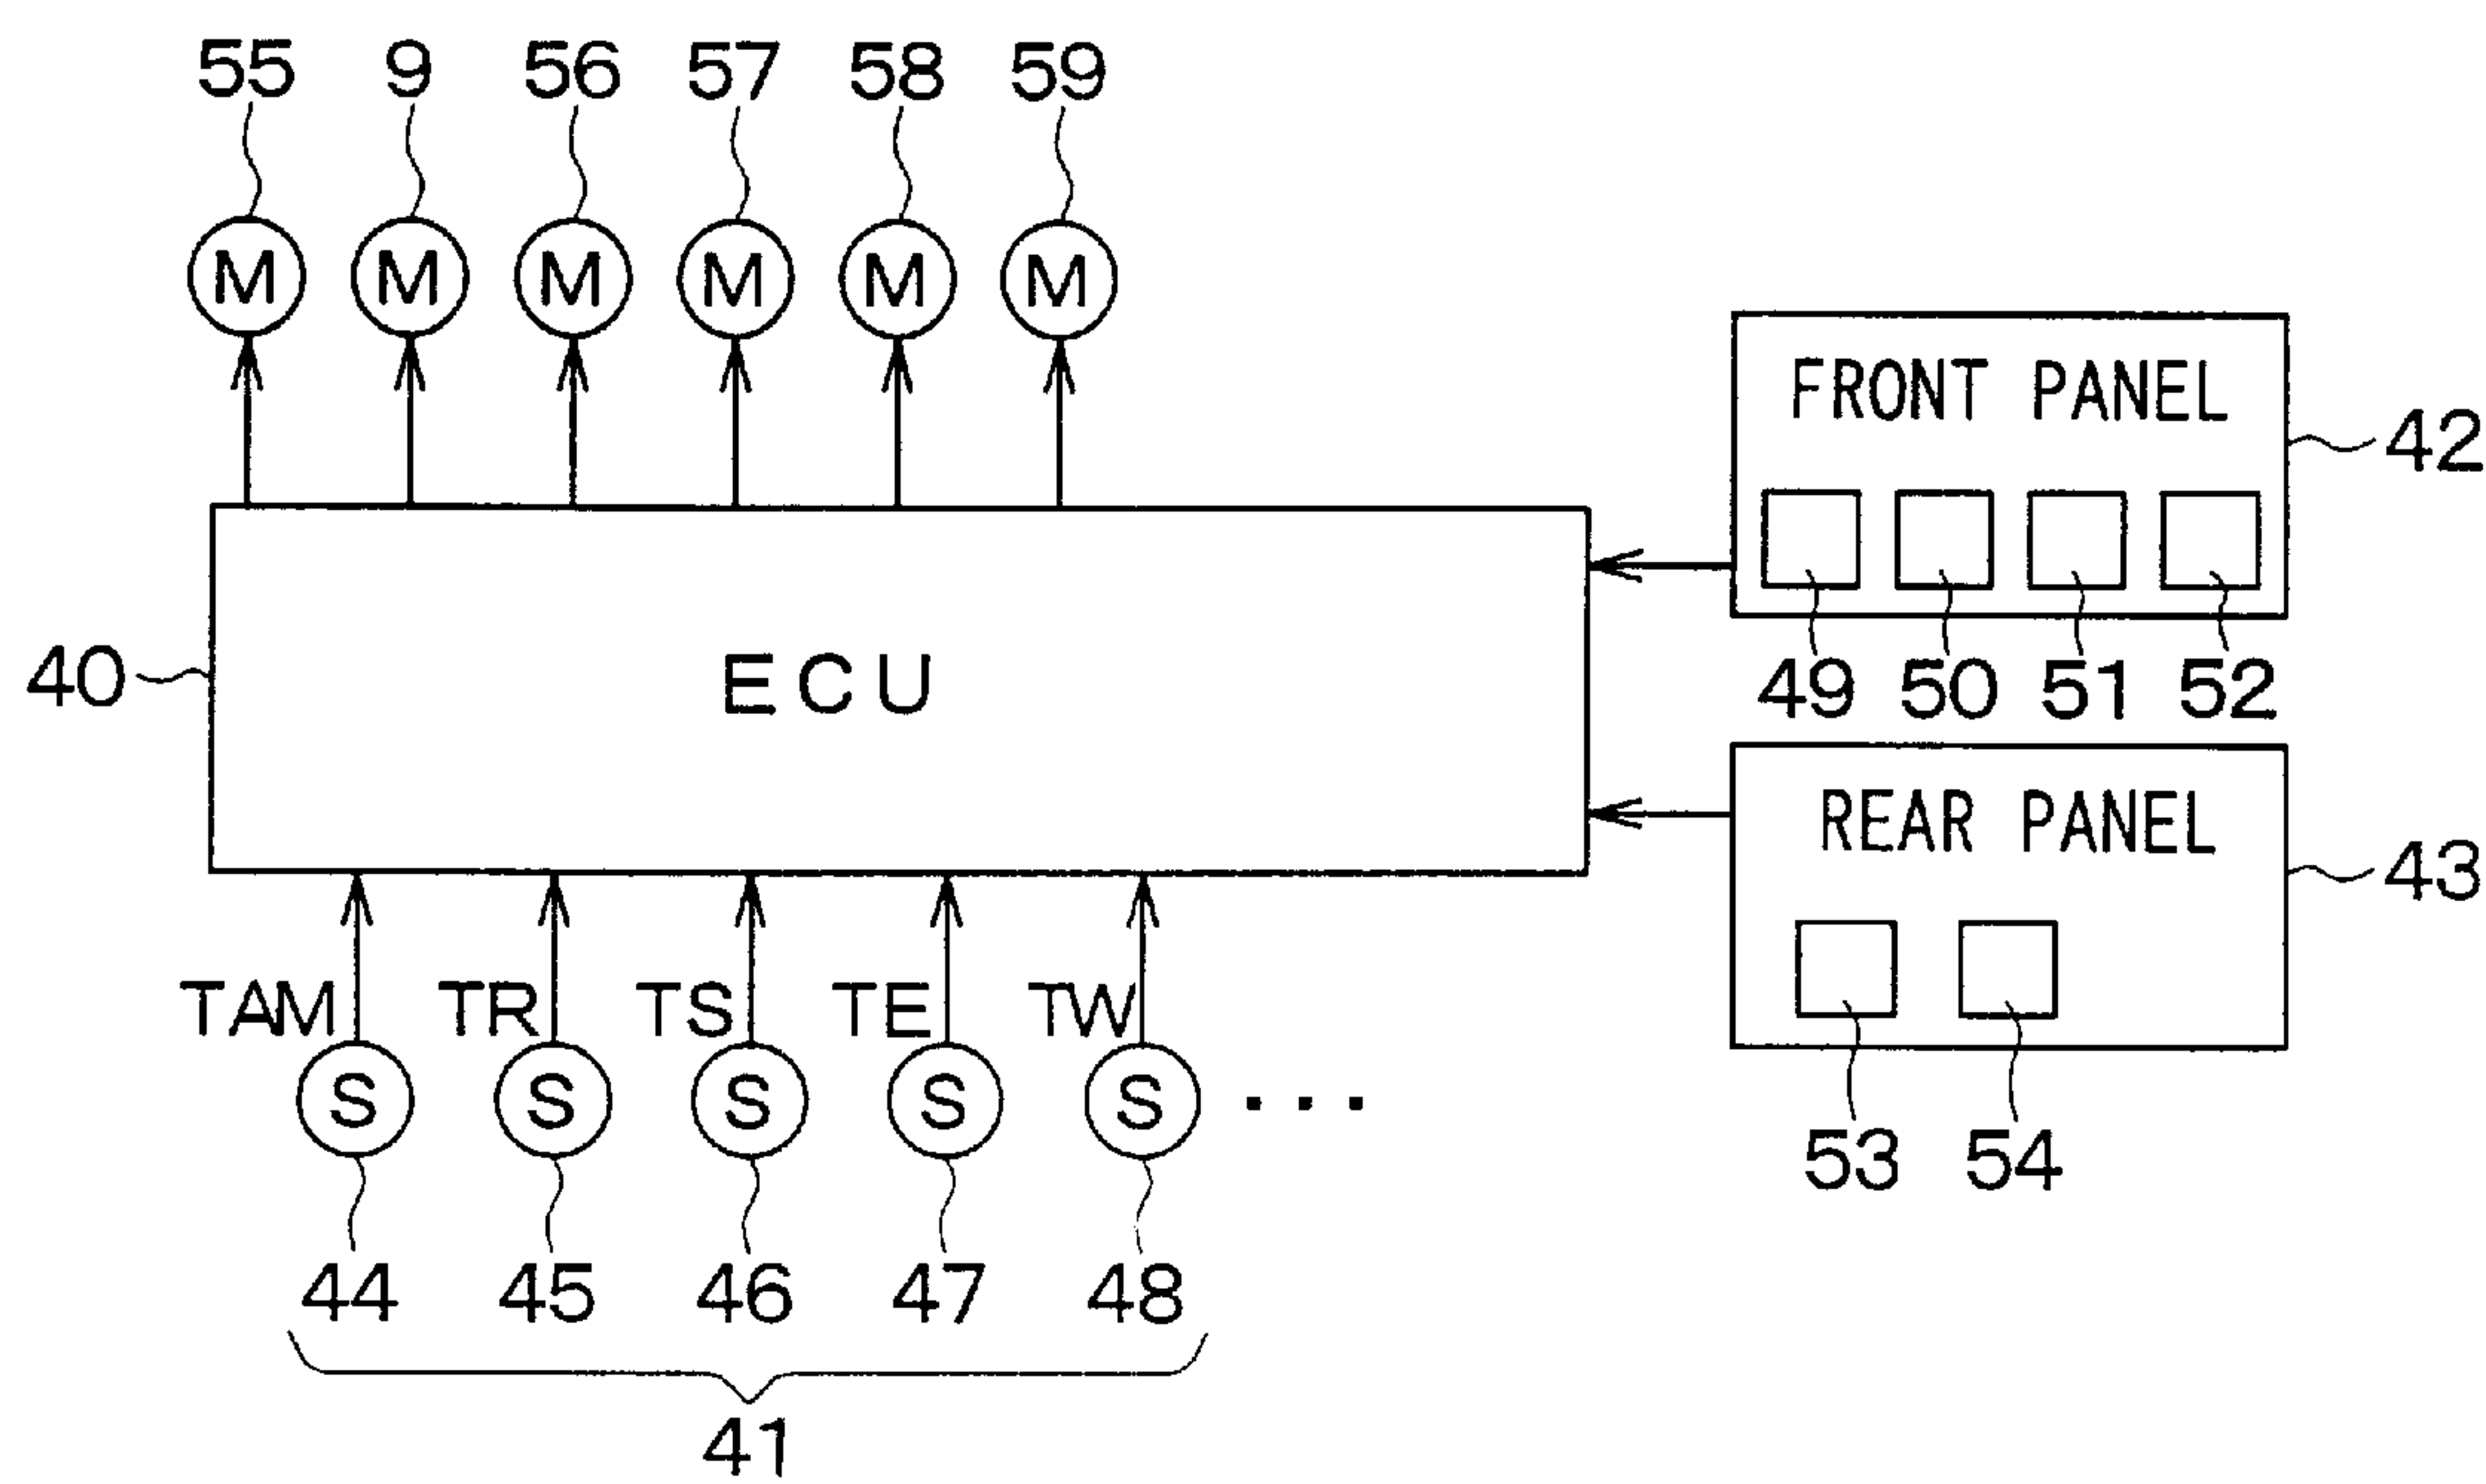 55 9 56 57 58 59
M M M M M M
FRONT PANEL
42
49 50 51 52
40
ECU
REAR PANEL
43
53 54
TAM TR TS TE TW
S S S S S ...
44 45 46 47 48
41